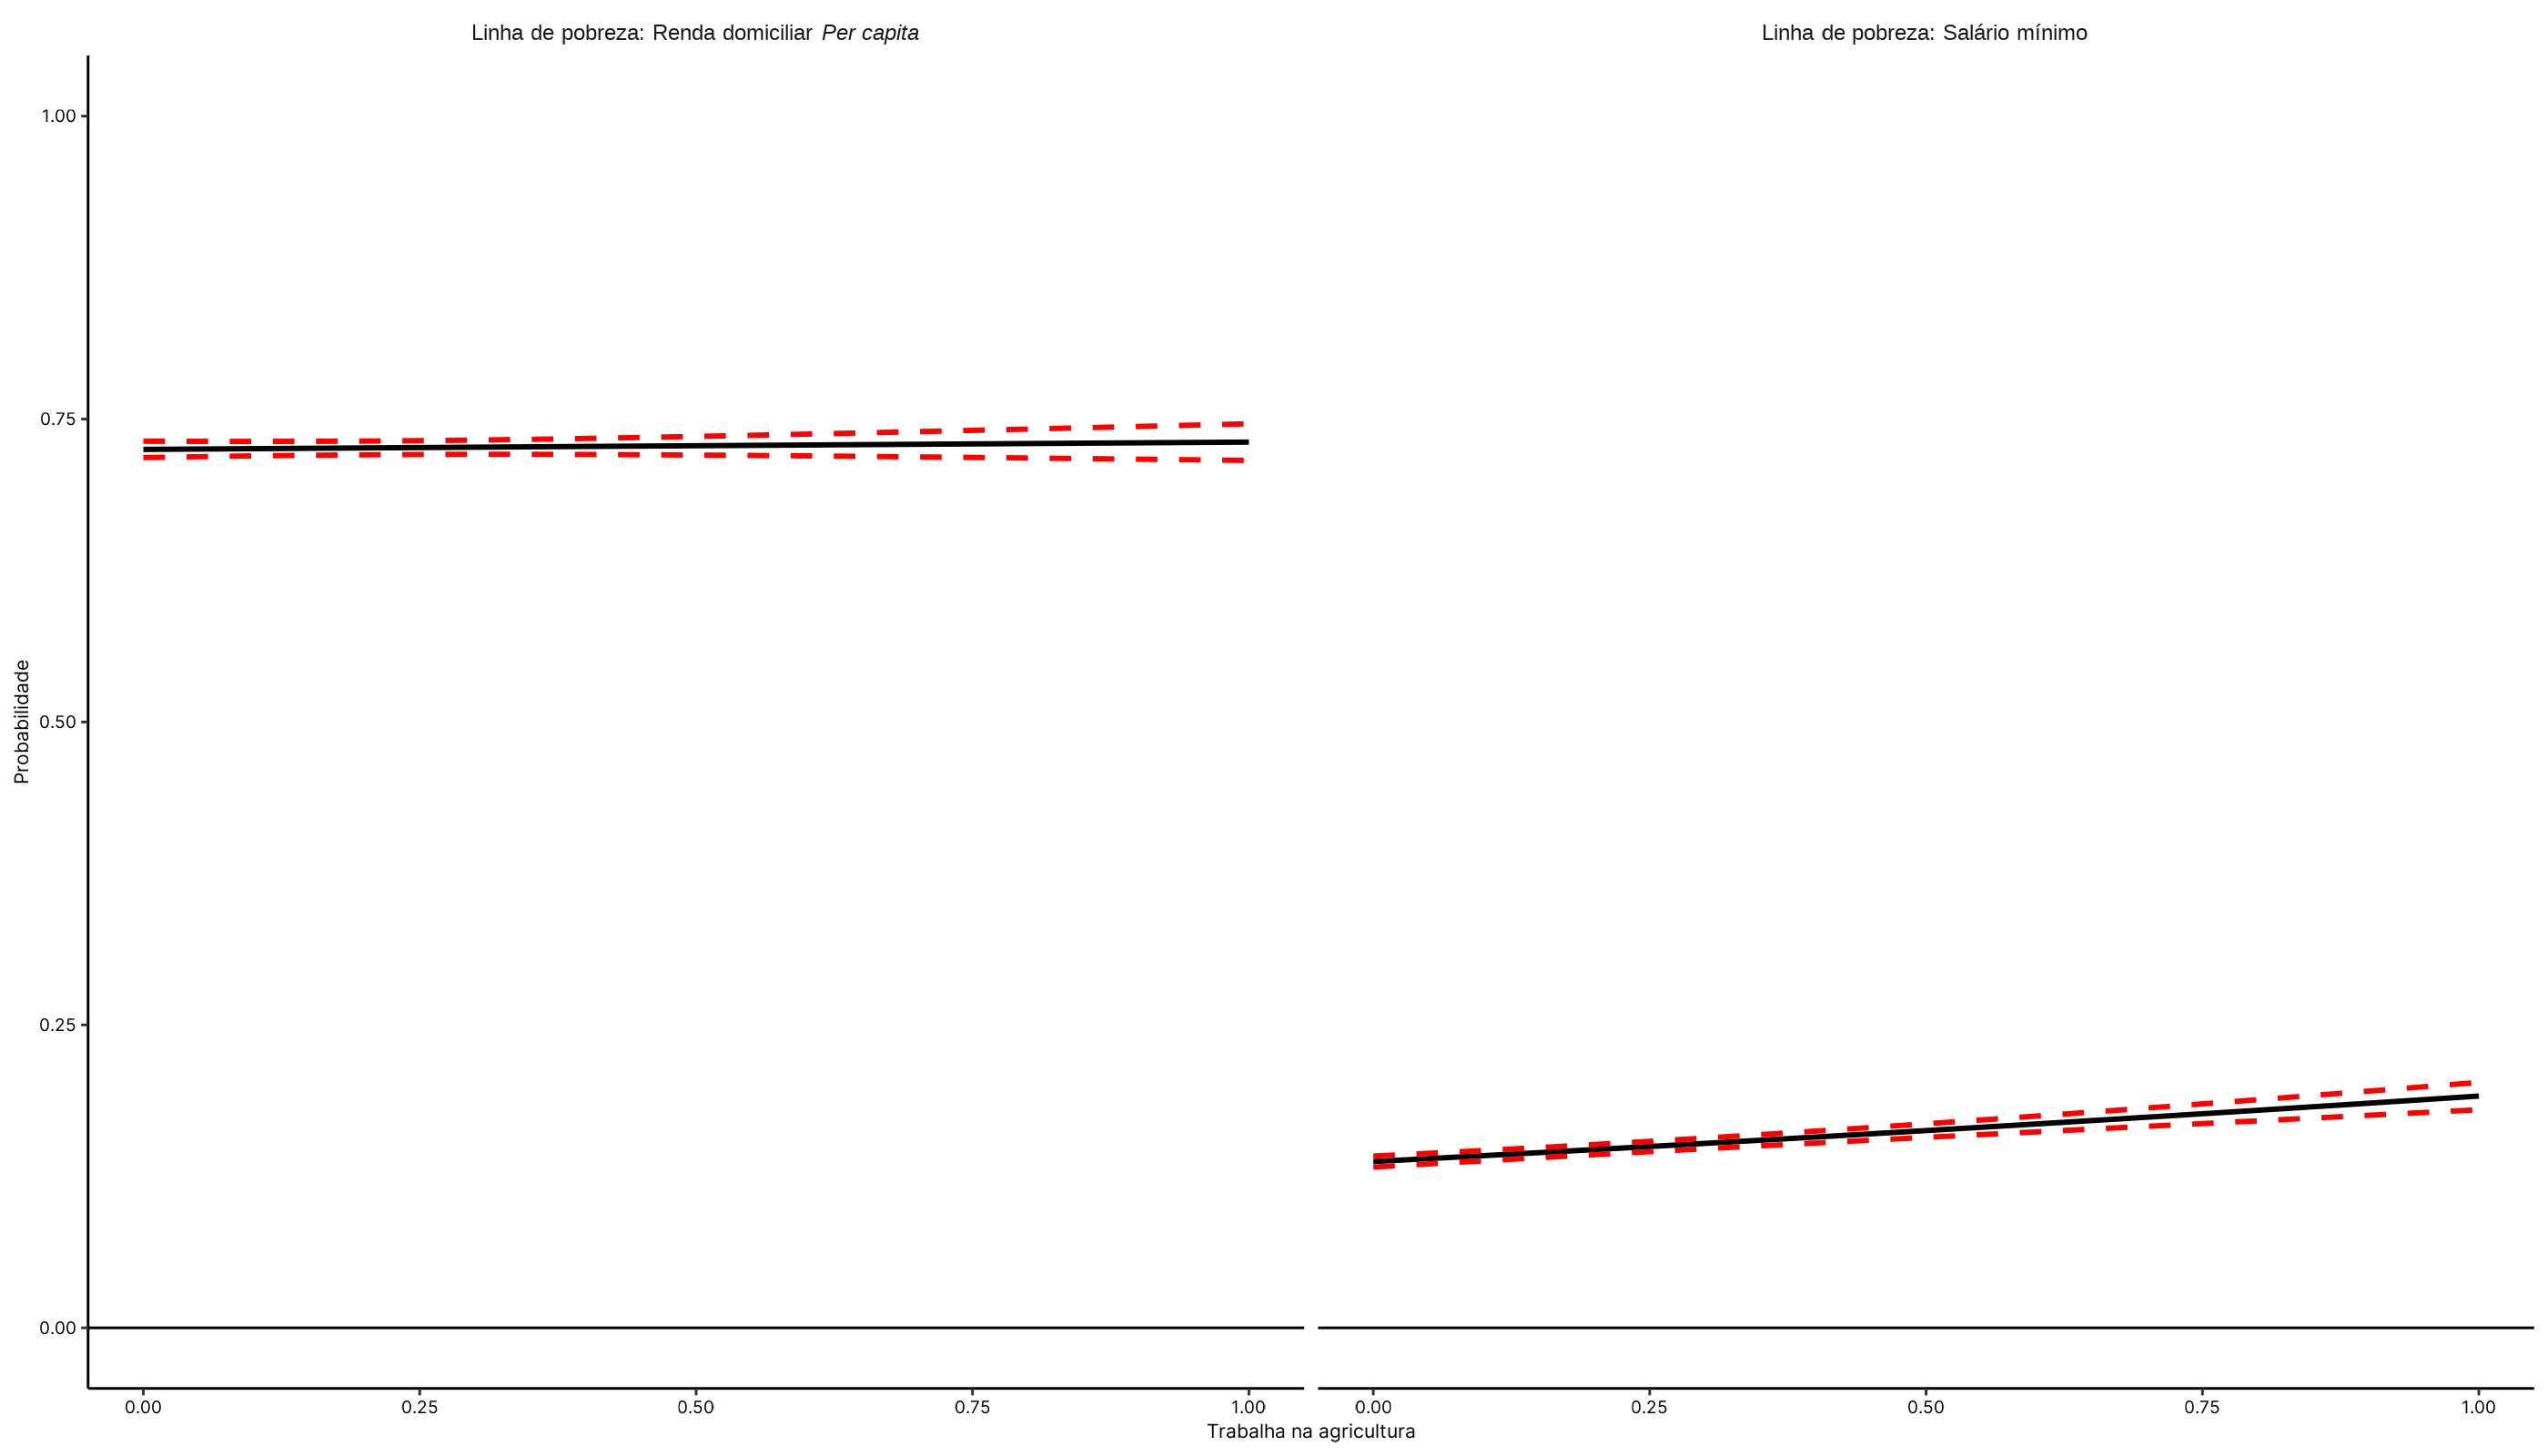 Linha de pobreza: Renda domiciliar Per capita
Linha de pobreza: Salário mínimo
Probabilidade
1.00
0.75
0.50
0.25
0.00
0.00 0.25 0.50 0.75 1.00
0.00 0.25 0.50 0.75 1.00
Trabalha na agricultura